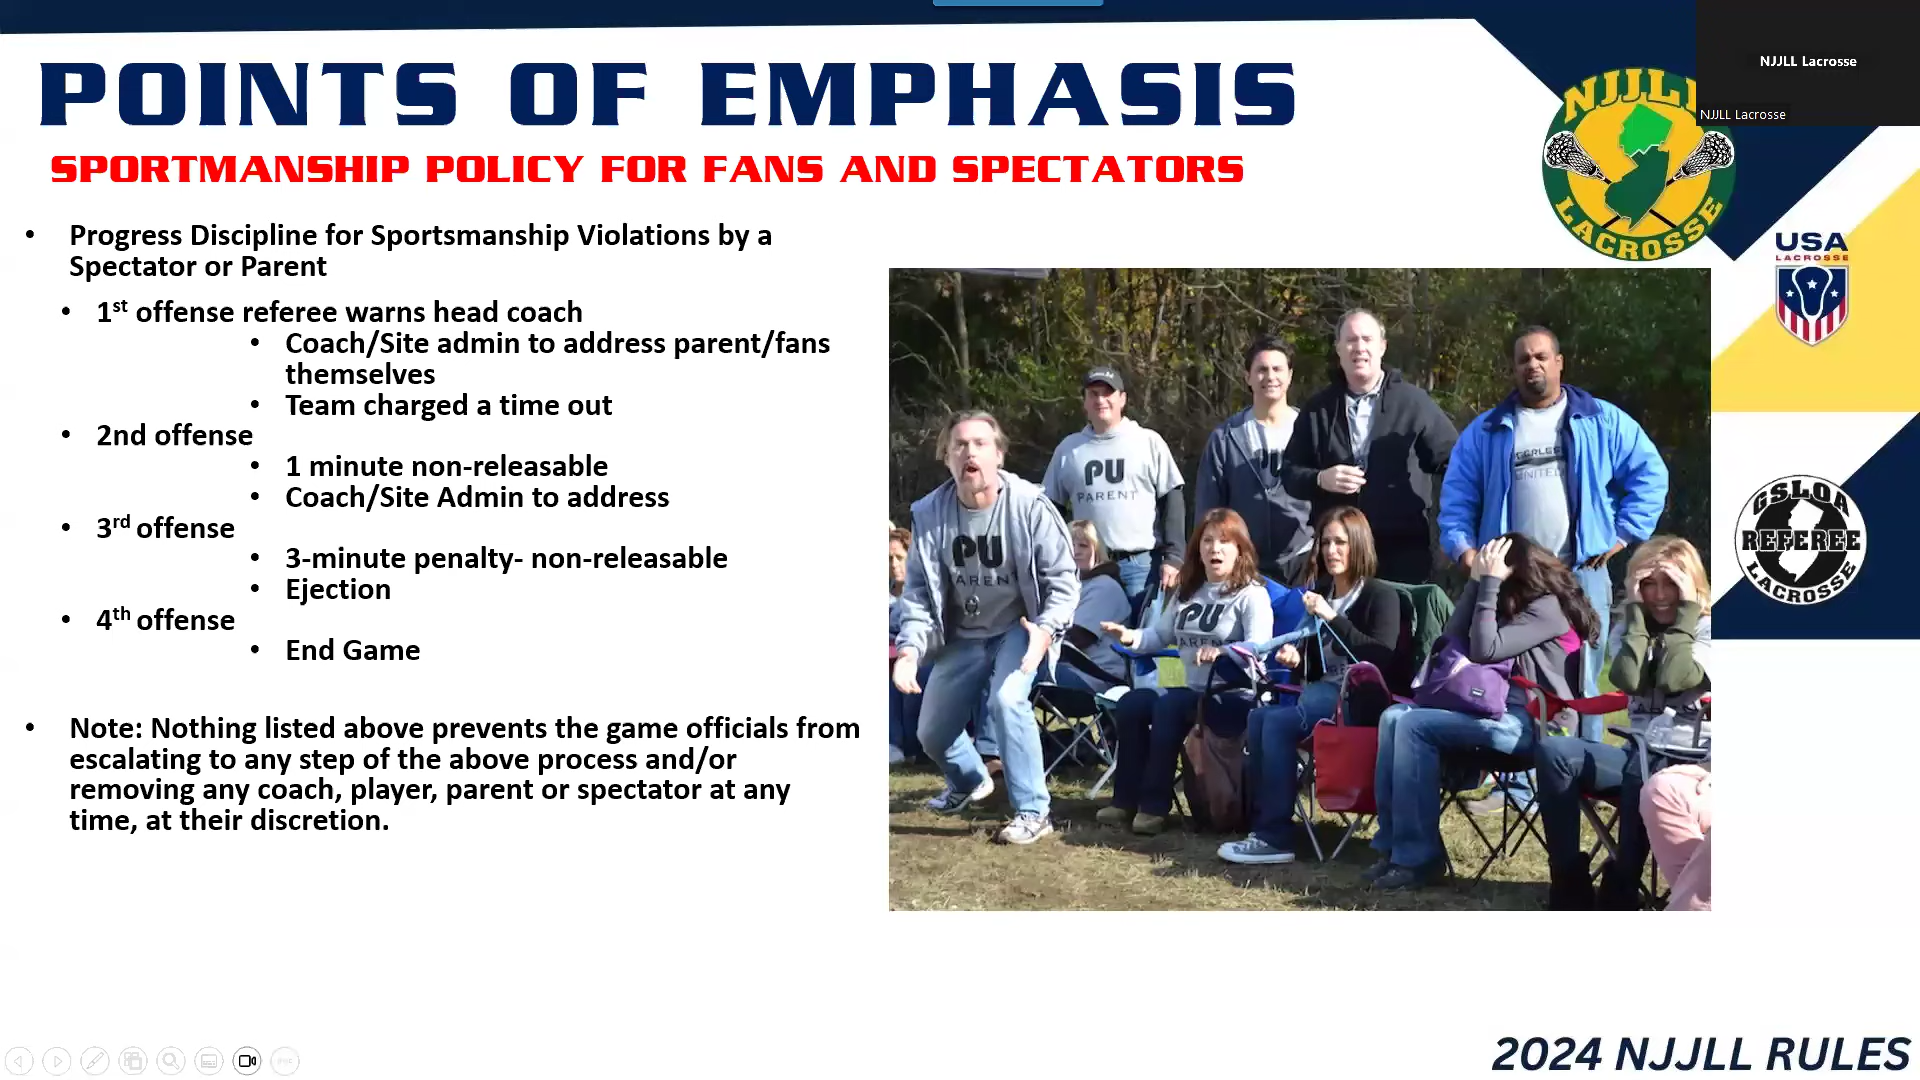 NJJLL Lacrosse
NJJLL Lacrosse
POINTS OF EMPHASIS
SPORTMANSHIP POLICY FOR FANS AND SPECTATORS
• Progress Discipline for Sportsmanship Violations by a
Spectator or Parent
• 1st offense referee warns head coach
• Coach/Site admin to address parent/fans
themselves
• Team charged a time out
• 2nd offense
• 1 minute non-releasable
• Coach/Site Admin to address
• 3rd offense
• 3-minute penalty- non-releasable
• Ejection
• 4th offense
• End Game
• Note: Nothing listed above prevents the game officials from
escalating to any step of the above process and/or
removing any coach, player, parent or spectator at any
time, at their discretion.
LACROSSE
USA
LACROSSE
GSLOA
REFEREE
LACROSSE
PU
PARENT
PU
PU
PU
UNITED
2024 NJJLL RULES